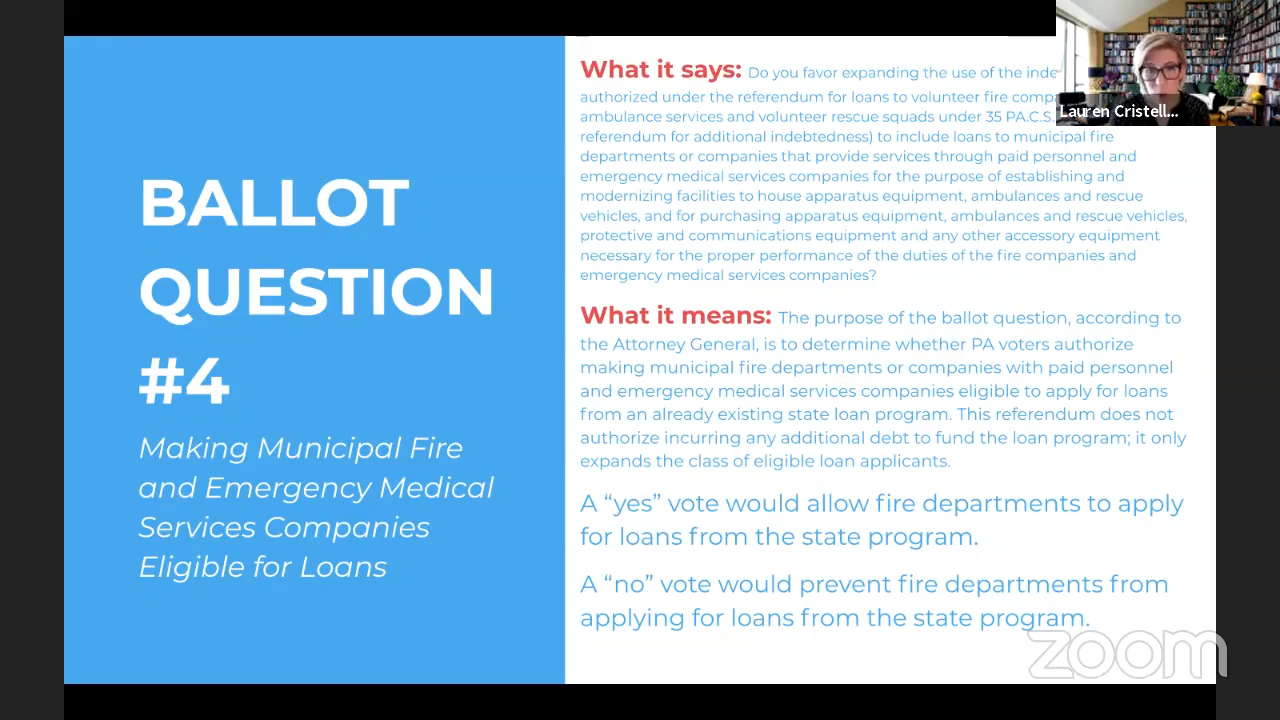 BALLOT
QUESTION
#4
Making Municipal Fire
and Emergency Medical
Services Companies
Eligible for Loans
What it says: Do you favor expanding the use of the
authorized under the referendum for loans to volunteer fire
ambulance services and volunteer rescue squads under 35 PA.C.S.
referendum for additional indebtedness) to include loans to municipal fire
departments or companies that provide services through paid personnel and
emergency medical services companies for the purpose of establishing and
modernizing facilities to house apparatus equipment, ambulances and rescue
vehicles, and for purchasing apparatus equipment, ambulances and rescue vehicles,
protective and communications equipment and any other accessory equipment
necessary for the proper performance of the duties of the fire companies and
emergency medical services companies?
What it means: The purpose of the ballot question, according to
the Attorney General, is to determine whether PA voters authorize
making municipal fire departments or companies with paid personnel
and emergency medical services companies eligible to apply for loans
from an already existing state loan program. This referendum does not
authorize incurring any additional debt to fund the loan program; it only
expands the class of eligible loan applicants.
A “yes” vote would allow fire departments to apply
for loans from the state program.
A “no” vote would prevent fire departments from
applying for loans from the state program.
Lauren Cristell...
zoom